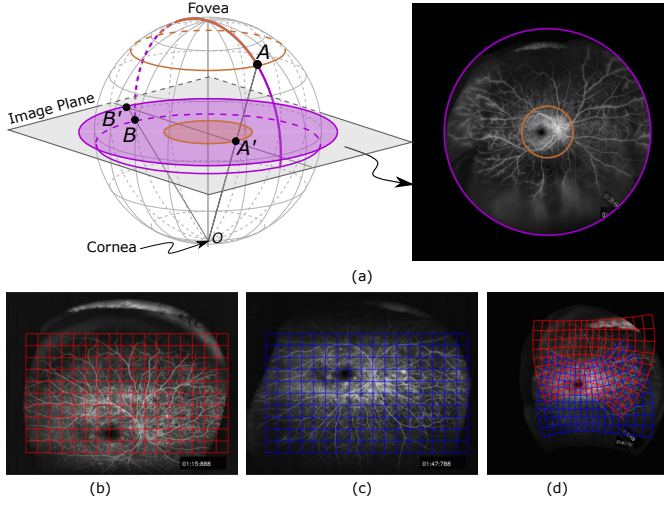 Fovea
A
Image Plane
B'
B
A'
O
Cornea
(a)
01:15:888
01:47:788
(b)
(c)
(d)